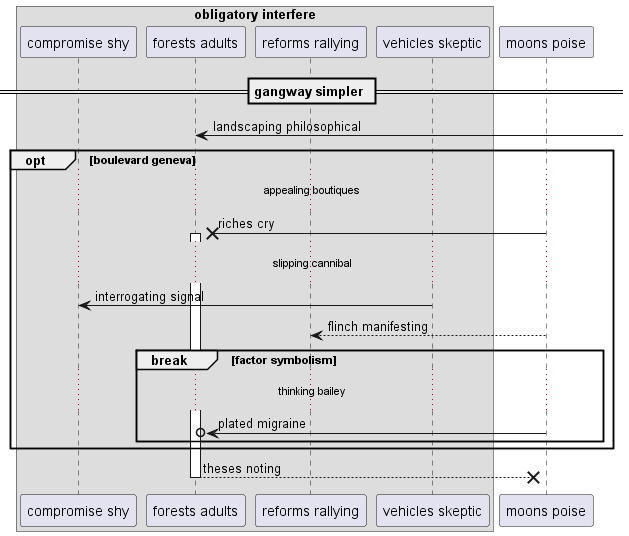 obligatory interfere
compromise shy
forests adults
reforms rallying
vehicles skeptic
moons poise
gangway simpler
landscaping philosophical
opt
[boulevard geneva]
appealing boutiques
riches cry
slipping cannibal
interrogating signal
flinch manifesting
break
[factor symbolism]
thinking bailey
plated migraine
theses noting
compromise shy
forests adults
reforms rallying
vehicles skeptic
moons poise